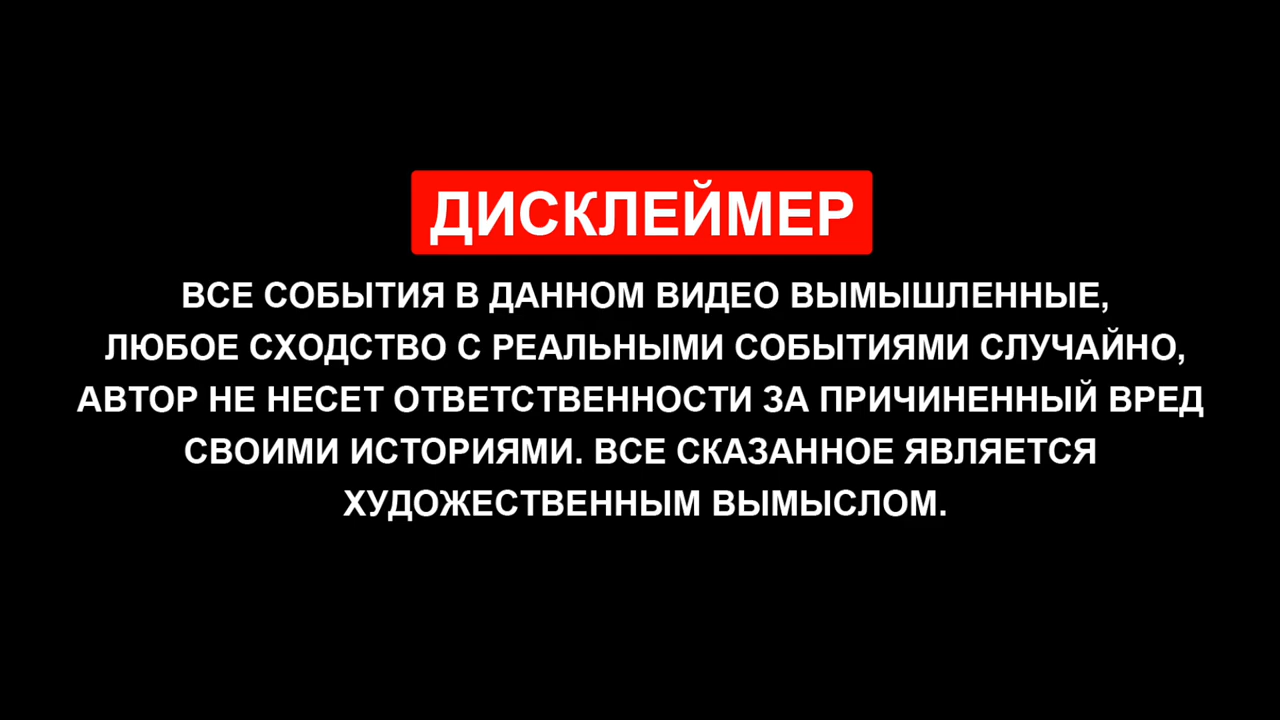 ДИСКЛЕЙМЕР
ВСЕ СОБЫТИЯ В ДАННОМ ВИДЕО ВЫМЫШЛЕННЫЕ,
ЛЮБОЕ СХОДСТВО С РЕАЛЬНЫМИ СОБЫТИЯМИ СЛУЧАЙНО,
АВТОР НЕ НЕСЕТ ОТВЕТСТВЕННОСТИ ЗА ПРИЧИНЕННЫЙ ВРЕД
СВОИМИ ИСТОРИЯМИ. ВСЕ СКАЗАННОЕ ЯВЛЯЕТСЯ
ХУДОЖЕСТВЕННЫМ ВЫМЫСЛОМ.